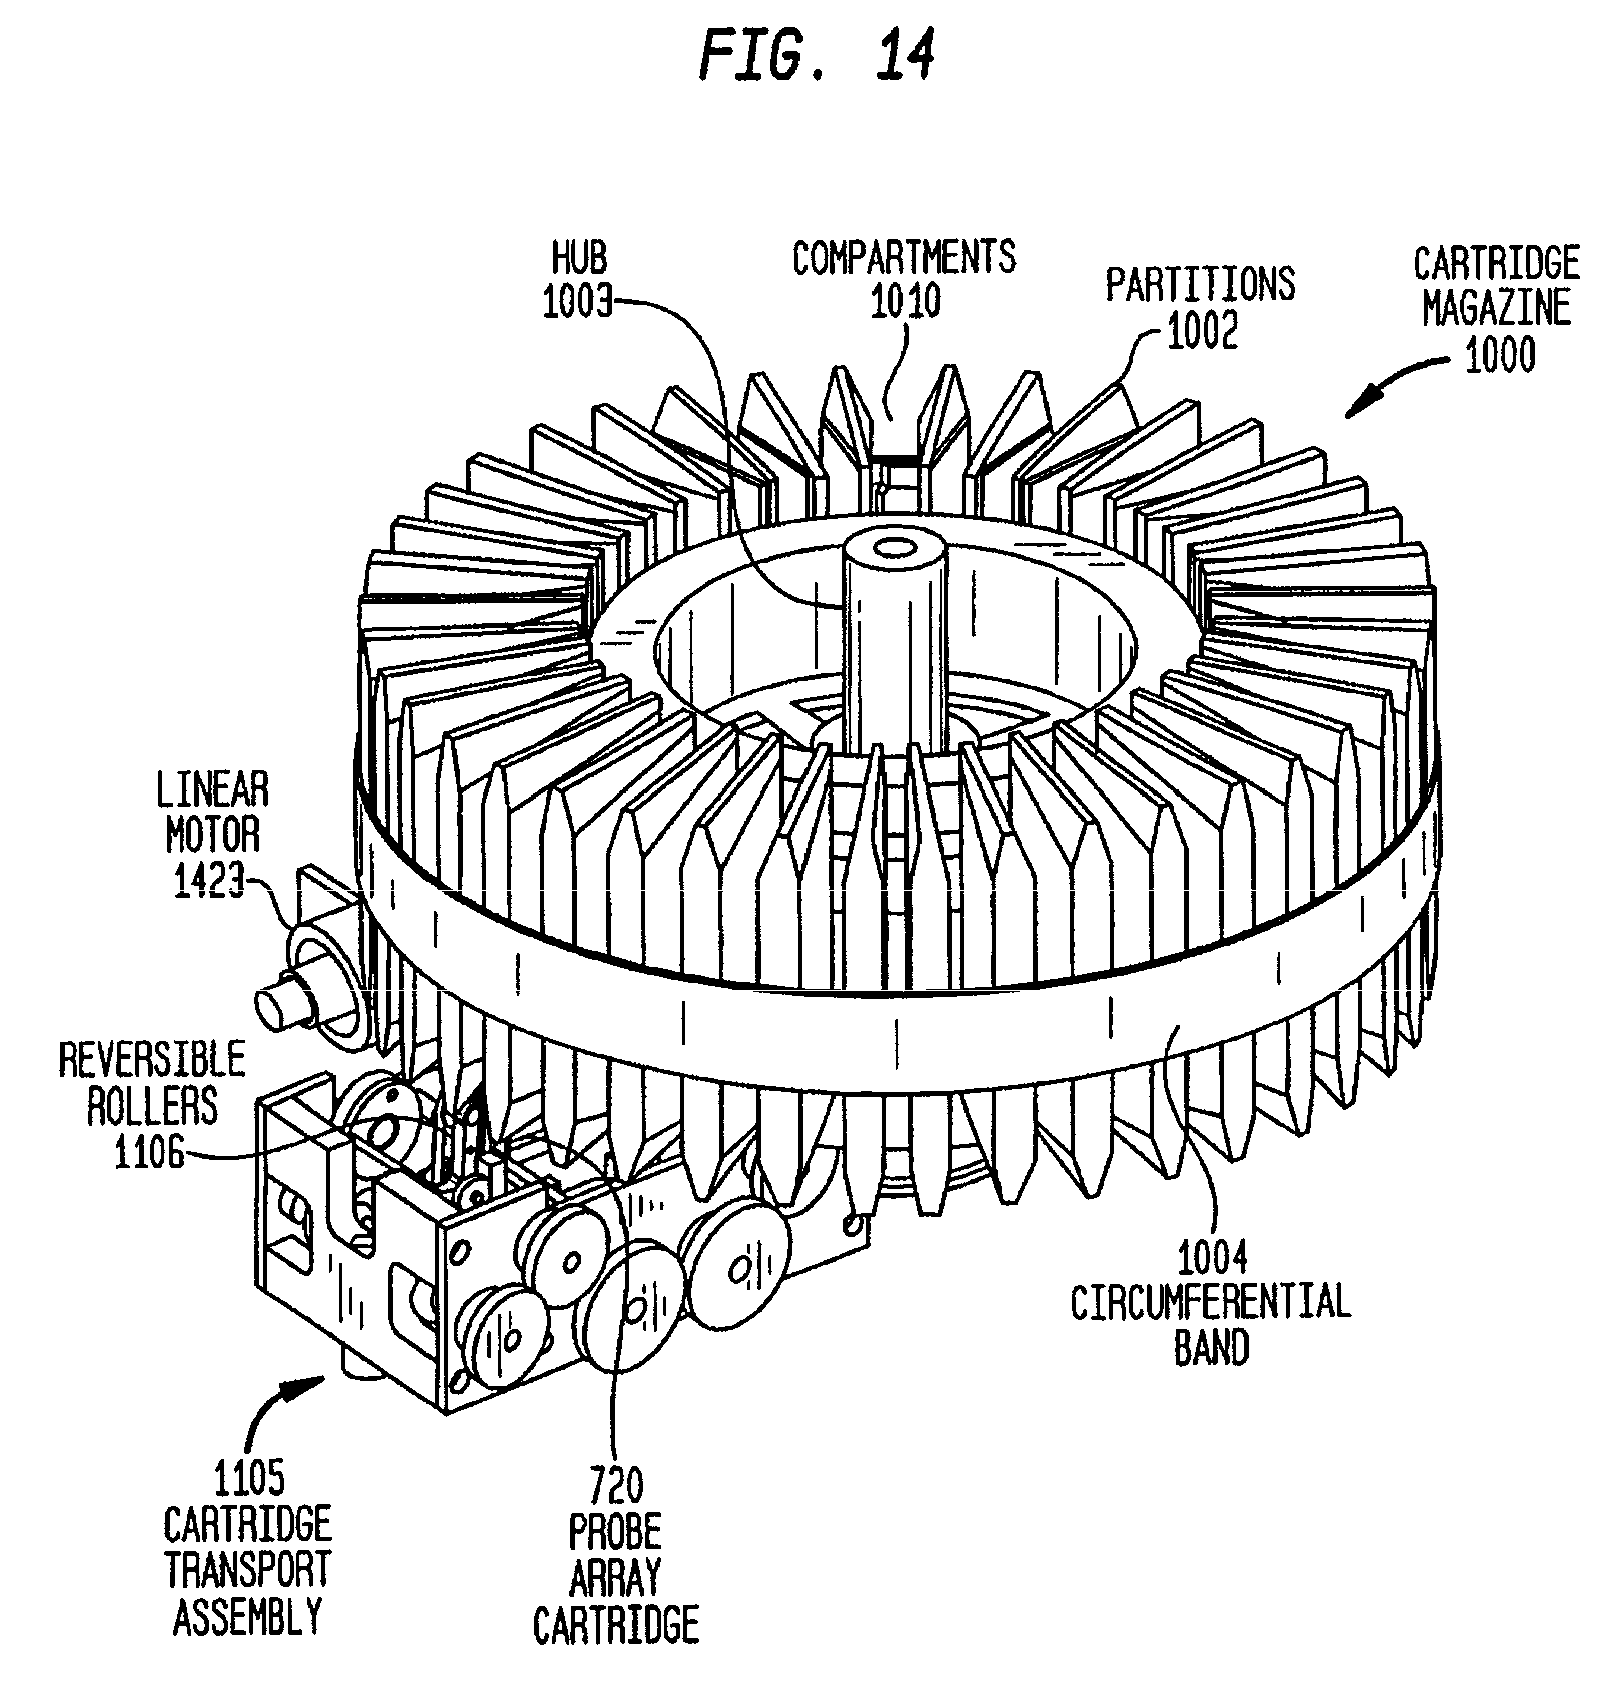 FIG. 14
HUB
1003
COMPARTMENTS
1010
PARTITIONS
1002
CARTRIDGE
MAGAZINE
1000
LINEAR
MOTOR
1423
REVERSIBLE
ROLLERS
1106
1004
CIRCUMFERENTIAL
BAND
1105
CARTRIDGE
TRANSPORT
ASSEMBLY
720
PROBE
ARRAY
CARTRIDGE